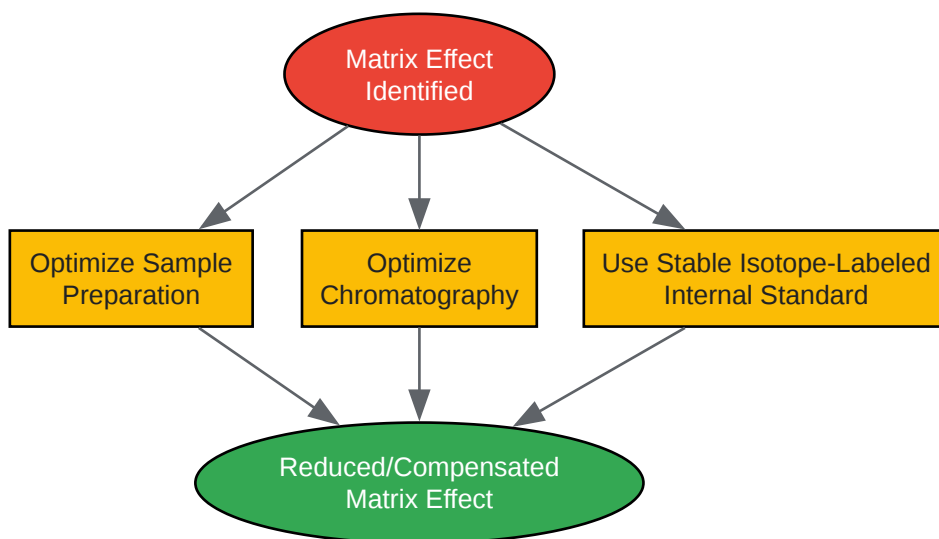 Matrix Effect
Identified
Optimize Sample
Preparation
Optimize
Chromatography
Use Stable Isotope-Labeled
Internal Standard
Reduced/Compensated
Matrix Effect